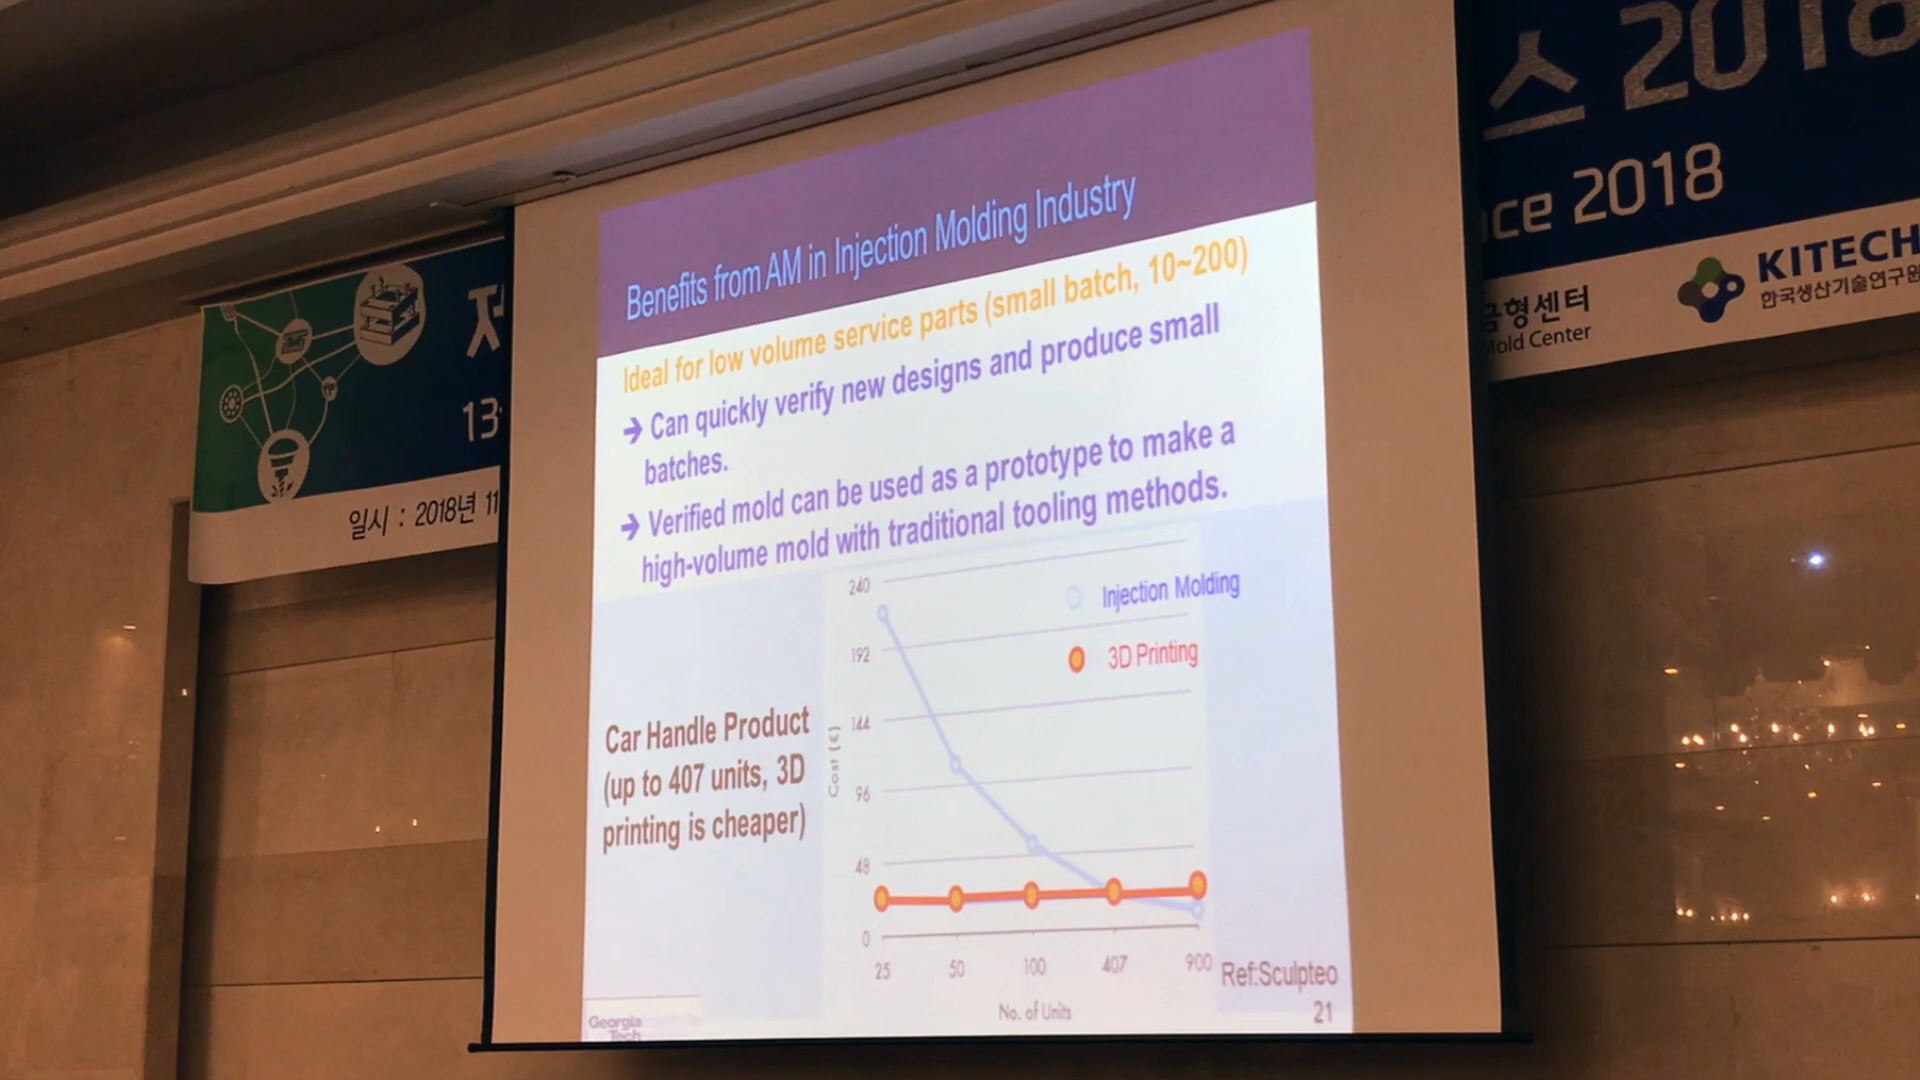 스 2018
nce 2018
KITECH
한국생산기술연구원
금형센터
Mold Center
13
일시 : 2018년 11
Benefits from AM in Injection Molding Industry
Ideal for low volume service parts (small batch, 10~200)
➔ Can quickly verify new designs and produce small
batches.
➔ Verified mold can be used as a prototype to make a
high-volume mold with traditional tooling methods.
Car Handle Product
(up to 407 units, 3D
printing is cheaper)
Injection Molding
3D Printing
Cost (€)
240
192
144
96
48
0
25 50 100 407 900
No. of Units
Ref:Sculpteo
21
Georgia
Tech